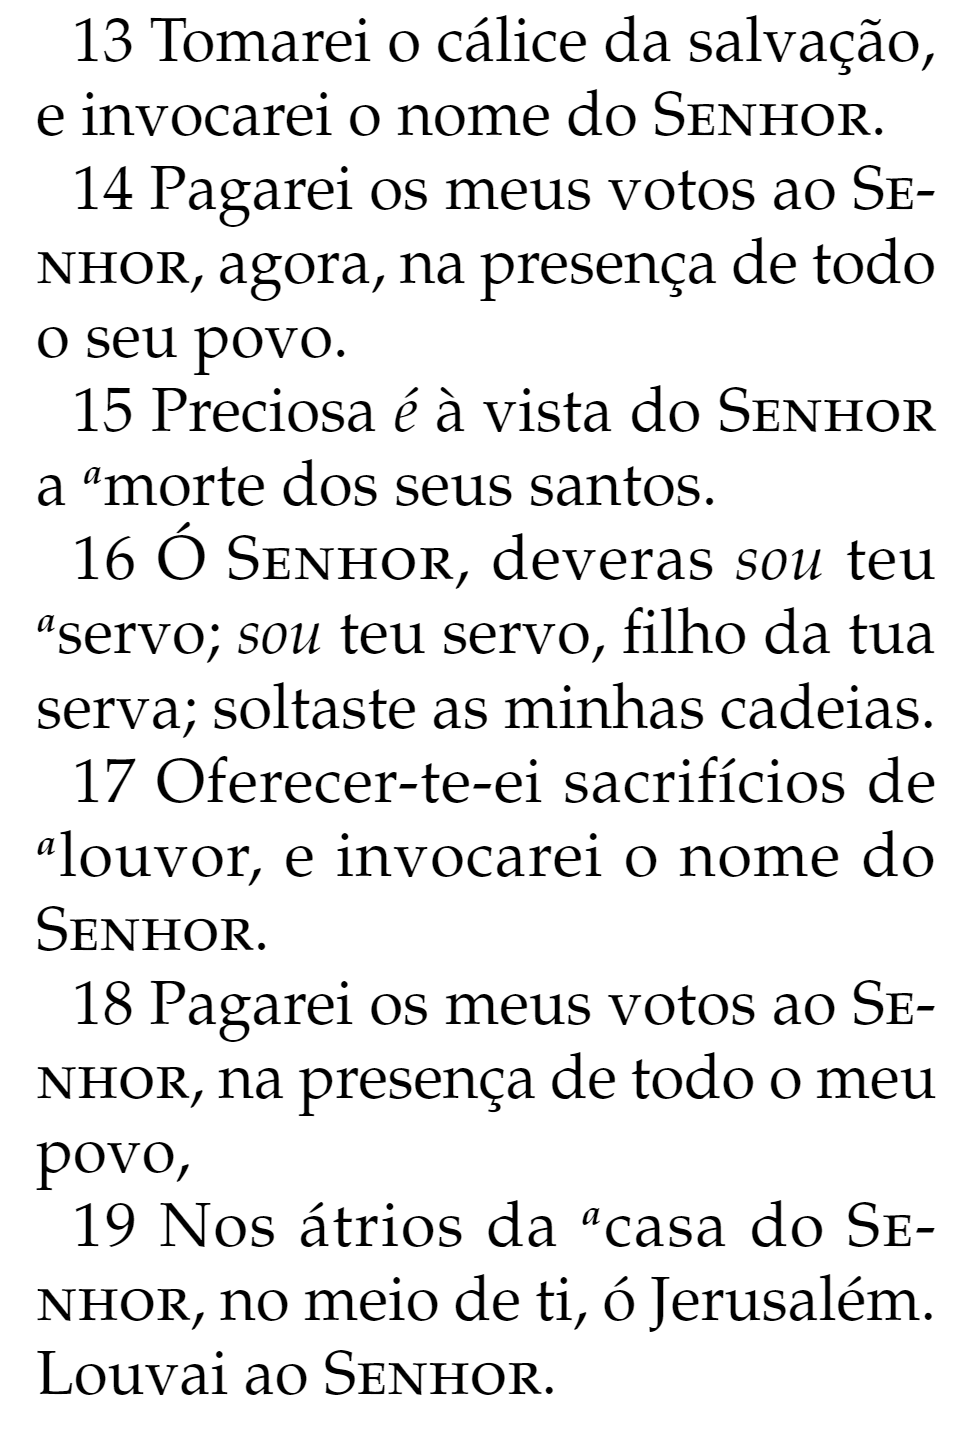 13 Tomarei o cálice da salvação,
e invocarei o nome do SENHOR.
14 Pagarei os meus votos ao SE-
NHOR, agora, na presença de todo
o seu povo.
15 Preciosa é à vista do SENHOR
a ᵃmorte dos seus santos.
16 Ó SENHOR, deveras sou teu
ᵃservo; sou teu servo, filho da tua
serva; soltaste as minhas cadeias.
17 Oferecer-te-ei sacrifícios de
ᵃlouvor, e invocarei o nome do
SENHOR.
18 Pagarei os meus votos ao SE-
NHOR, na presença de todo o meu
povo,
19 Nos átrios da ᵃcasa do SE-
NHOR, no meio de ti, ó Jerusalém.
Louvai ao SENHOR.